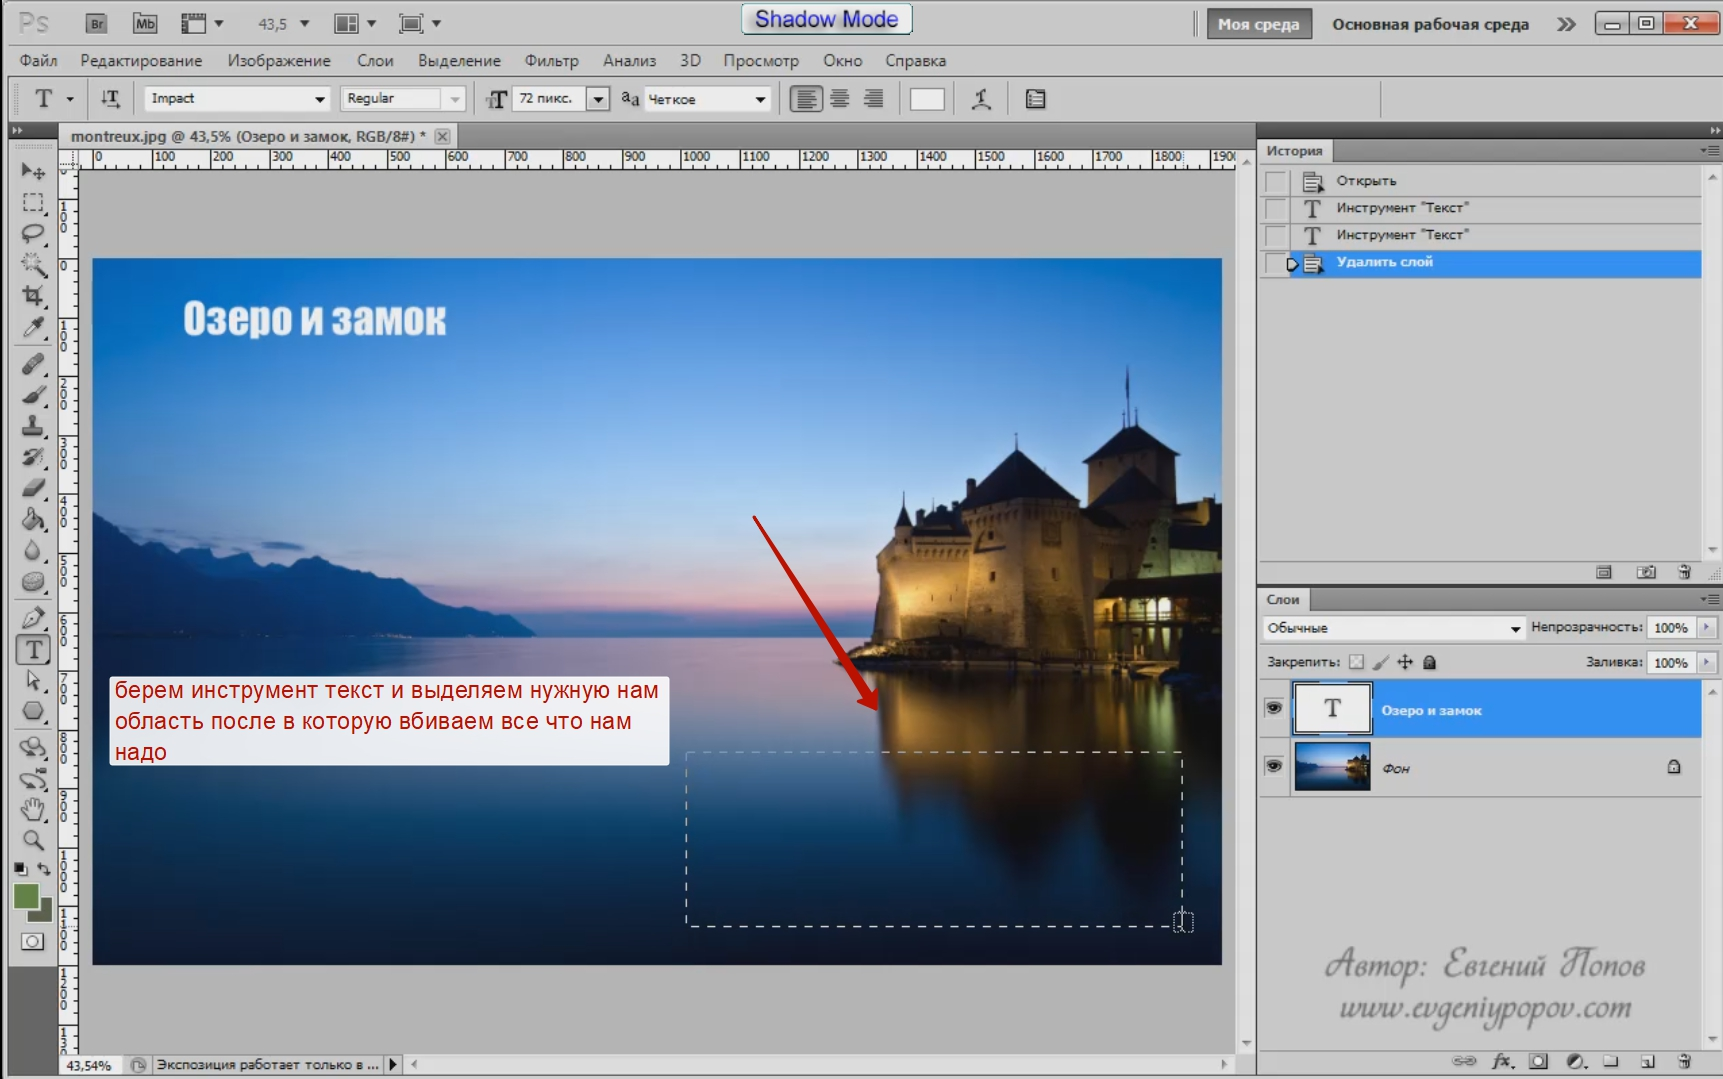 Ps Br Mb 43,5 Shadow Mode Моя среда Основная рабочая среда
Файл Редактирование Изображение Слои Выделение Фильтр Анализ 3D Просмотр Окно Справка
T Impact Regular 72 пикс. aа Четкое
montreux.jpg @ 43,5% (Озеро и замок, RGB/8#) *
0 100 200 300 400 500 600 700 800 900 1000 1100 1200 1300 1400 1500 1600 1700 1800 1900
Озеро и замок
берем инструмент текст и выделяем нужную нам
область после в которую вбиваем все что нам
надо
43,54% Экспозиция работает только в ...
История
Открыть
Инструмент "Текст"
Инструмент "Текст"
Удалить слой
Слои
Обычные Непрозрачность: 100%
Закрепить: Заливка: 100%
T Озеро и замок
Фон
Автор: Евгений Попов
www.evgeniypopov.com
fx